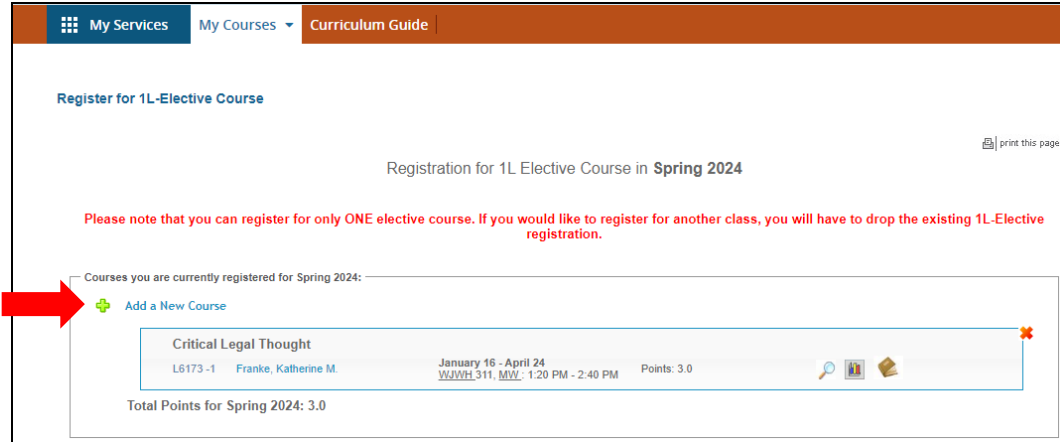 My Services My Courses Curriculum Guide
Register for 1L-Elective Course
print this page
Registration for 1L Elective Course in Spring 2024
Please note that you can register for only ONE elective course. If you would like to register for another class, you will have to drop the existing 1L-Elective
registration.
Courses you are currently registered for Spring 2024:
Add a New Course
Critical Legal Thought
L6173 -1 Franke, Katherine M. January 16 - April 24 Points: 3.0
WJWH 311, MW : 1:20 PM - 2:40 PM
Total Points for Spring 2024: 3.0